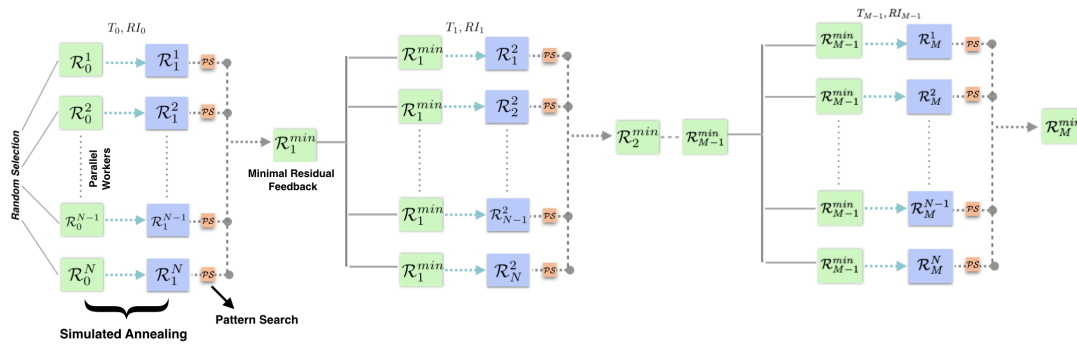 T_0, RI_0
T_1, RI_1
T_{M-1}, RI_{M-1}
R_0^1 R_1^1 PS
R_0^2 R_1^2 PS
R_0^{N-1} R_1^{N-1} PS
R_0^N R_1^N PS
Random Selection
Parallel
Workers
Simulated Annealing
Pattern Search
R_1^{min}
Minimal Residual
Feedback
R_1^{min} R_1^2 PS
R_1^{min} R_2^2 PS
R_1^{min} R_{N-1}^2 PS
R_1^{min} R_N^2 PS
R_2^{min} R_{M-1}^{min}
R_{M-1}^{min} R_M^1 PS
R_{M-1}^{min} R_M^2 PS
R_{M-1}^{min} R_M^{N-1} PS
R_{M-1}^{min} R_M^N PS
R_M^{min}